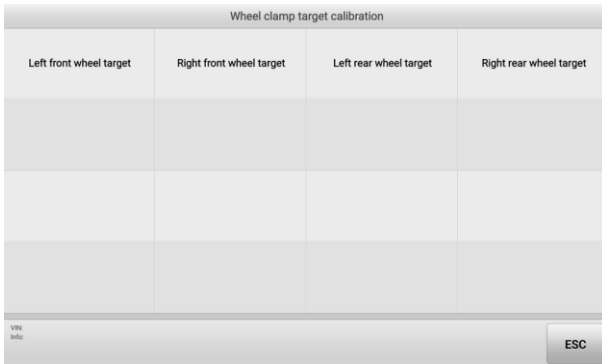 Wheel clamp target calibration
Left front wheel target
Right front wheel target
Left rear wheel target
Right rear wheel target
VIN:
Info:
ESC